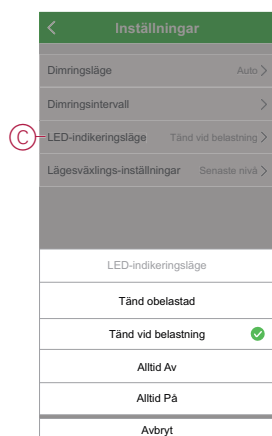 Inställningar
Dimringsläge Auto
Dimringsintervall
C LED-indikeringsläge Tänd vid belastning
Lägesväxlings-inställningar Senaste nivå
LED-indikeringsläge
Tänd obelastad
Tänd vid belastning
Alltid Av
Alltid På
Avbryt